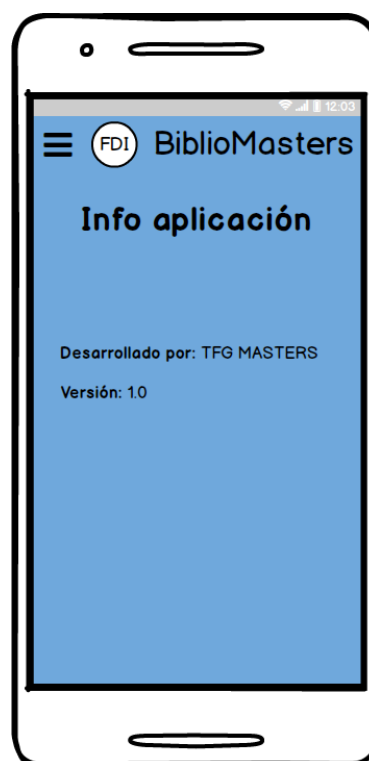 12:03
FDI BiblioMasters
Info aplicación
Desarrollado por: TFG MASTERS
Versión: 1.0